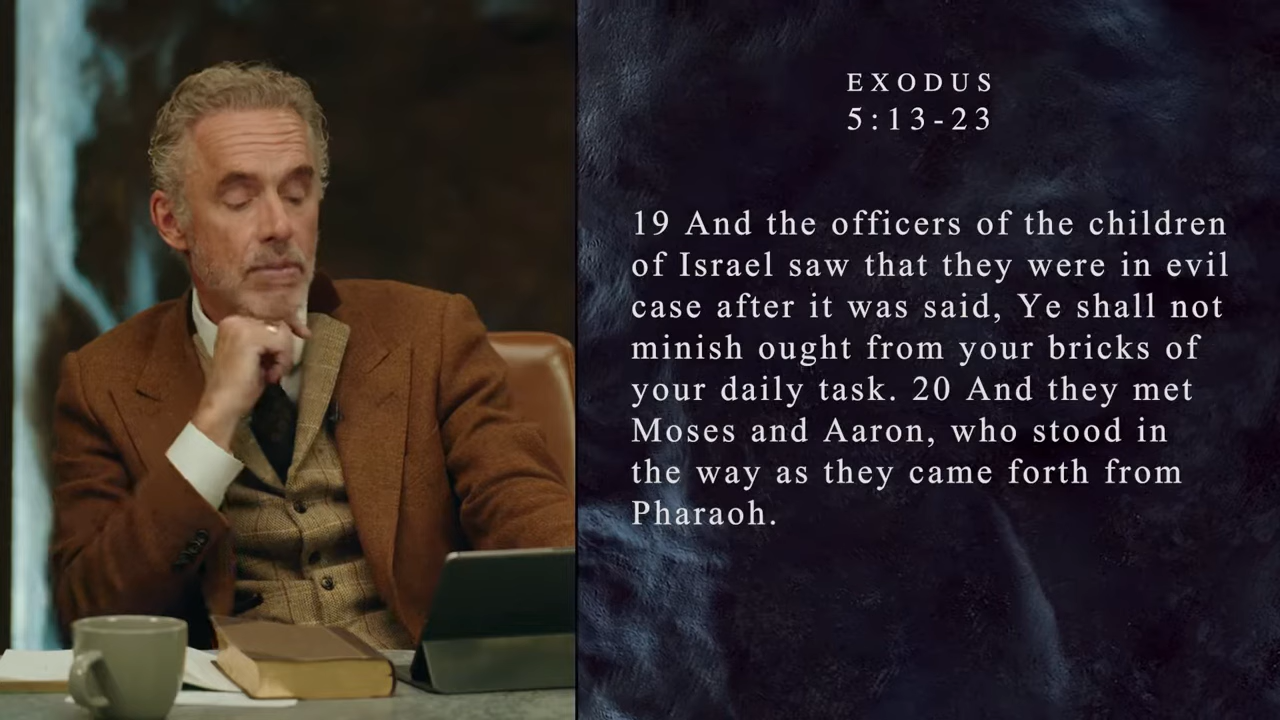 EXODUS
5:13-23
19 And the officers of the children
of Israel saw that they were in evil
case after it was said, Ye shall not
minish ought from your bricks of
your daily task. 20 And they met
Moses and Aaron, who stood in
the way as they came forth from
Pharaoh.